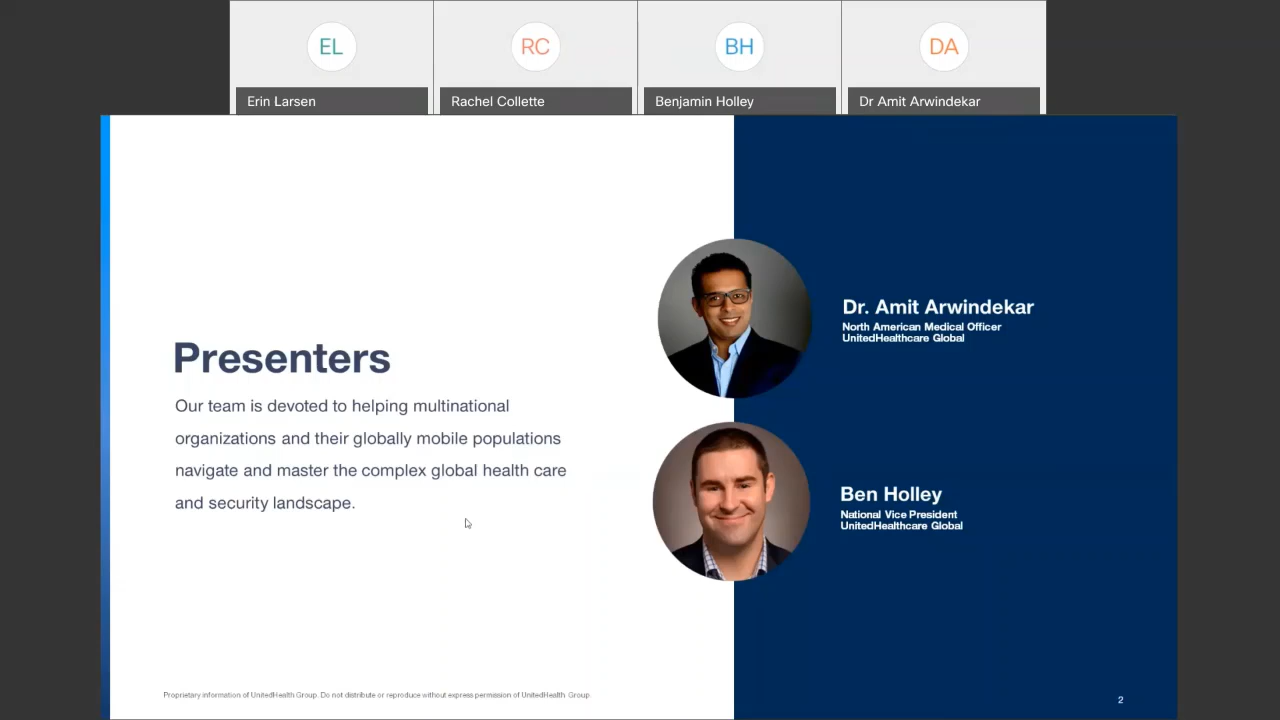 EL
RC
BH
DA
Erin Larsen
Rachel Collette
Benjamin Holley
Dr Amit Arwindekar
Presenters
Our team is devoted to helping multinational
organizations and their globally mobile populations
navigate and master the complex global health care
and security landscape.
Dr. Amit Arwindekar
North American Medical Officer
UnitedHealthcare Global
Ben Holley
National Vice President
UnitedHealthcare Global
Proprietary information of UnitedHealth Group. Do not distribute or reproduce without express permission of UnitedHealth Group.
2